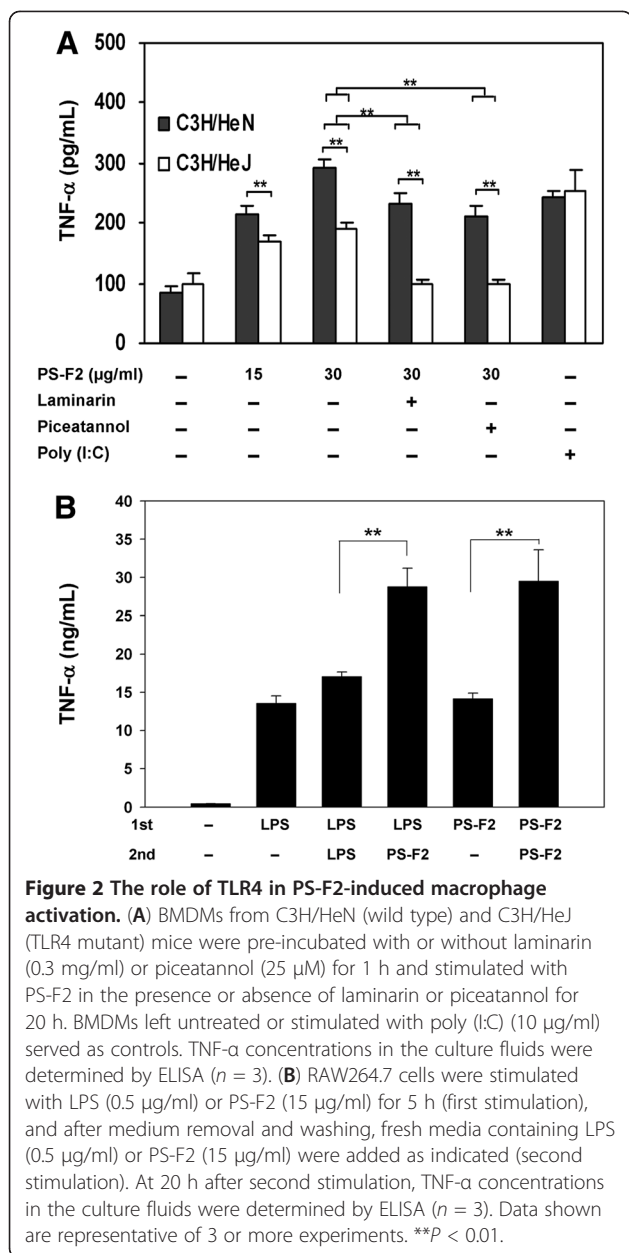 A
500
400
300
200
100
0
TNF-α (pg/mL)
C3H/HeN
C3H/HeJ
**
**
**
**
**
**
PS-F2 (µg/ml) – 15 30 30 30 –
Laminarin – – – + – –
Piceatannol – – – – + –
Poly (I:C) – – – – – +
B
40
35
30
25
20
15
10
5
0
TNF-α (ng/mL)
**
**
1st – LPS LPS LPS PS-F2 PS-F2
2nd – – LPS PS-F2 – PS-F2
Figure 2 The role of TLR4 in PS-F2-induced macrophage
activation. (A) BMDMs from C3H/HeN (wild type) and C3H/HeJ
(TLR4 mutant) mice were pre-incubated with or without laminarin
(0.3 mg/ml) or piceatannol (25 µM) for 1 h and stimulated with
PS-F2 in the presence or absence of laminarin or piceatannol for
20 h. BMDMs left untreated or stimulated with poly (I:C) (10 µg/ml)
served as controls. TNF-α concentrations in the culture fluids were
determined by ELISA (n = 3). (B) RAW264.7 cells were stimulated
with LPS (0.5 µg/ml) or PS-F2 (15 µg/ml) for 5 h (first stimulation),
and after medium removal and washing, fresh media containing LPS
(0.5 µg/ml) or PS-F2 (15 µg/ml) were added as indicated (second
stimulation). At 20 h after second stimulation, TNF-α concentrations
in the culture fluids were determined by ELISA (n = 3). Data shown
are representative of 3 or more experiments. **P < 0.01.